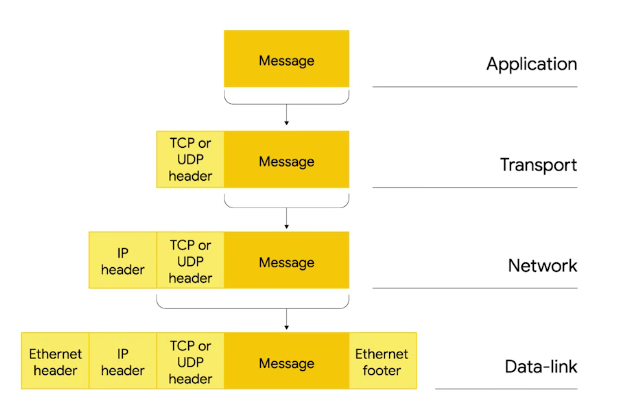 Message
Application
TCP or
UDP
header
Message
Transport
IP
header
TCP or
UDP
header
Message
Network
Ethernet
header
IP
header
TCP or
UDP
header
Message
Ethernet
footer
Data-link